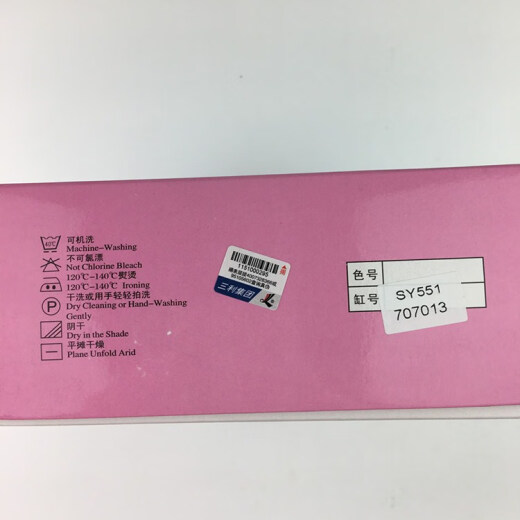 40℃
可机洗
Machine-Washing
不可氯漂
Not Chlorine Bleach
120℃-140℃熨烫
120℃-140℃ Ironing
P
干洗或用手轻轻拍洗
Dry Cleaning or Hand-Washing
Gently
阴干
Dry in the Shade
平摊干燥
Plane Unfold Arid
1151000295
三利集团
色号
缸号
SY551
707013